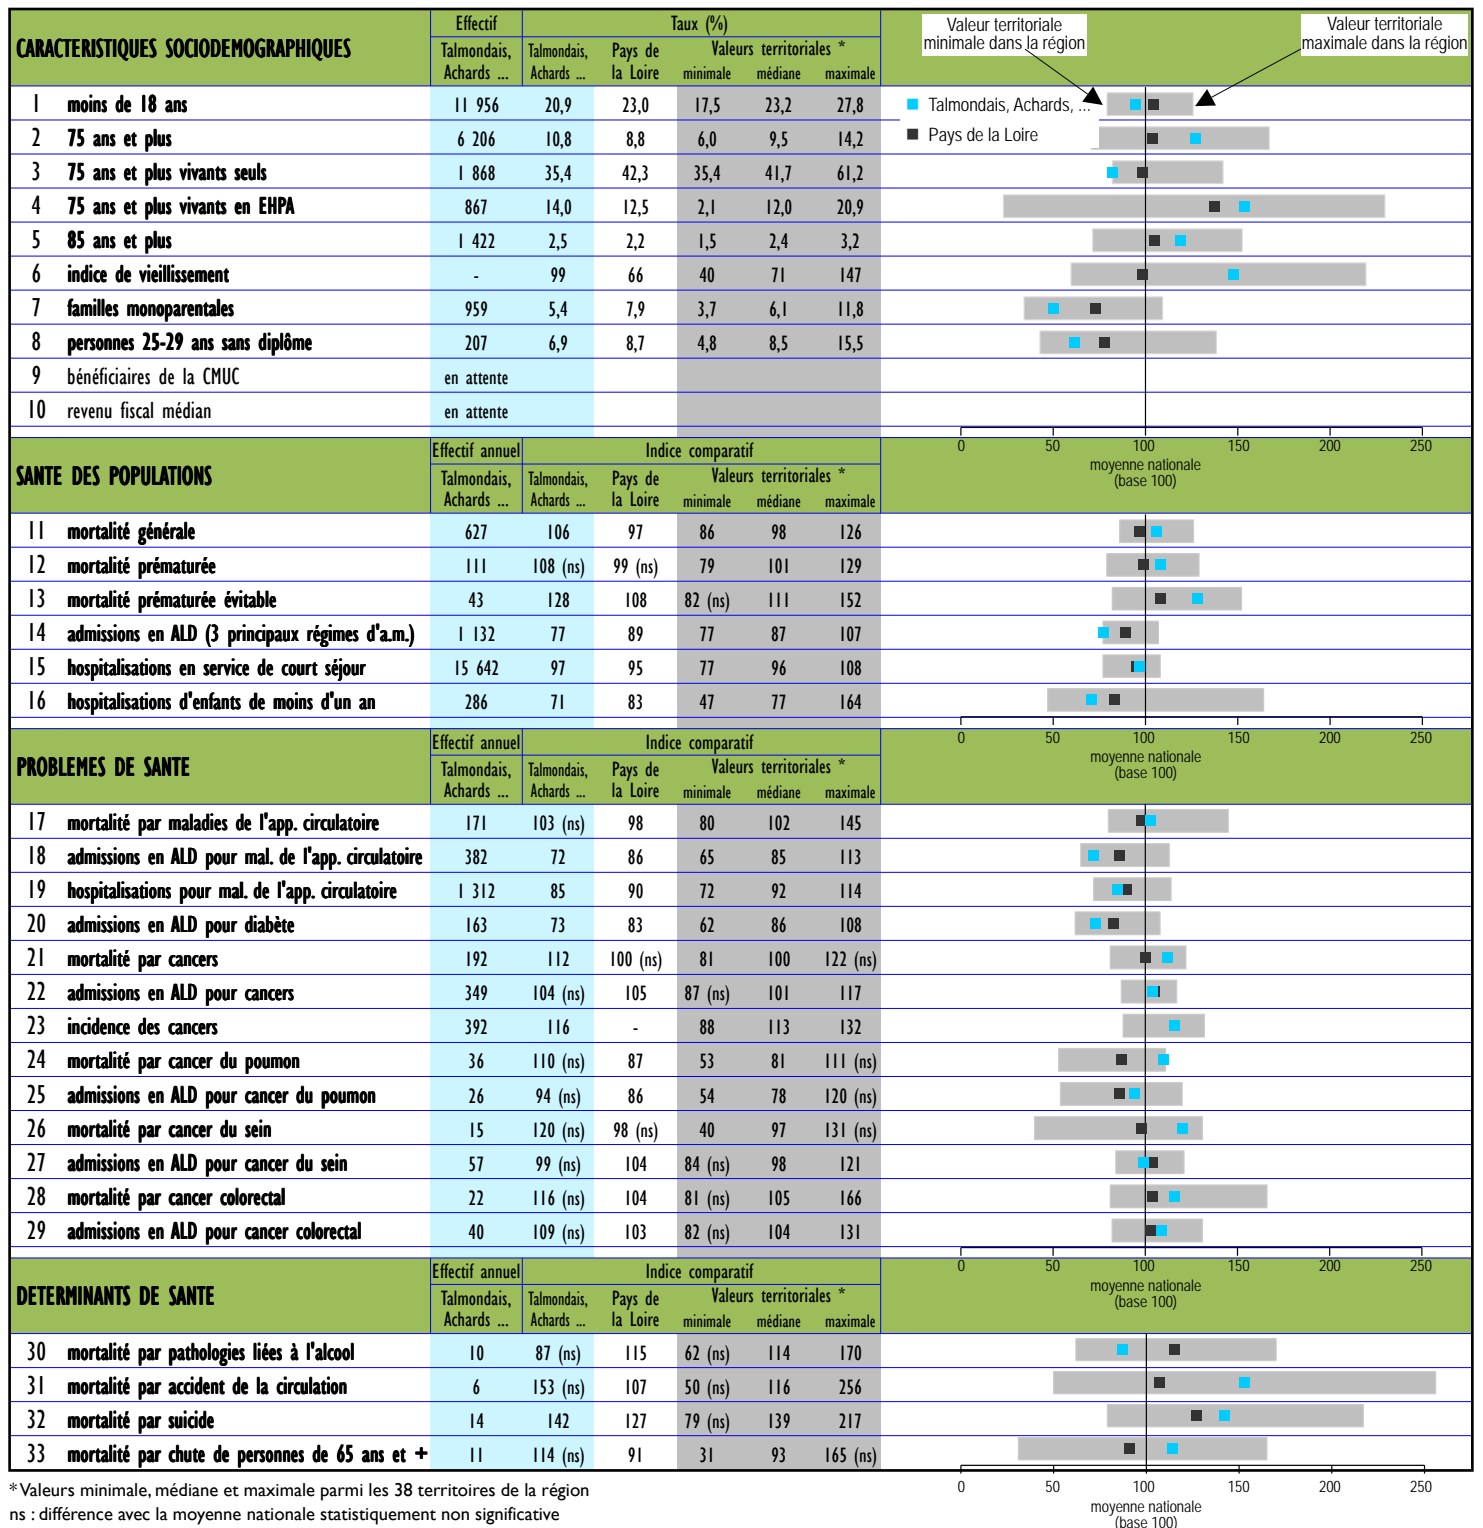 CARACTERISTIQUES SOCIODEMOGRAPHIQUES
Effectif Taux (%)
Talmondais, Achards ... Talmondais, Achards ... Pays de la Loire Valeurs territoriales *
minimale médiane maximale
Valeur territoriale minimale dans la région
Valeur territoriale maximale dans la région
Talmondais, Achards, ...
Pays de la Loire
1 moins de 18 ans 11 956 20,9 23,0 17,5 23,2 27,8
2 75 ans et plus 6 206 10,8 8,8 6,0 9,5 14,2
3 75 ans et plus vivants seuls 1 868 35,4 42,3 35,4 41,7 61,2
4 75 ans et plus vivants en EHPA 867 14,0 12,5 2,1 12,0 20,9
5 85 ans et plus 1 422 2,5 2,2 1,5 2,4 3,2
6 indice de vieillissement - 99 66 40 71 147
7 familles monoparentales 959 5,4 7,9 3,7 6,1 11,8
8 personnes 25-29 ans sans diplôme 207 6,9 8,7 4,8 8,5 15,5
9 bénéficiaires de la CMUC en attente
10 revenu fiscal médian en attente
0 50 100 150 200 250
moyenne nationale
(base 100)
SANTE DES POPULATIONS
Effectif annuel Indice comparatif
Talmondais, Achards ... Talmondais, Achards ... Pays de la Loire Valeurs territoriales *
minimale médiane maximale
11 mortalité générale 627 106 97 86 98 126
12 mortalité prématurée 111 108 (ns) 99 (ns) 79 101 129
13 mortalité prématurée évitable 43 128 108 82 (ns) 111 152
14 admissions en ALD (3 principaux régimes d'a.m.) 1 132 77 89 77 87 107
15 hospitalisations en service de court séjour 15 642 97 95 77 96 108
16 hospitalisations d'enfants de moins d'un an 286 71 83 47 77 164
0 50 100 150 200 250
moyenne nationale
(base 100)
PROBLEMES DE SANTE
Effectif annuel Indice comparatif
Talmondais, Achards ... Talmondais, Achards ... Pays de la Loire Valeurs territoriales *
minimale médiane maximale
17 mortalité par maladies de l'app. circulatoire 171 103 (ns) 98 80 102 145
18 admissions en ALD pour mal. de l'app. circulatoire 382 72 86 65 85 113
19 hospitalisations pour mal. de l'app. circulatoire 1 312 85 90 72 92 114
20 admissions en ALD pour diabète 163 73 83 62 86 108
21 mortalité par cancers 192 112 100 (ns) 81 100 122 (ns)
22 admissions en ALD pour cancers 349 104 (ns) 105 87 (ns) 101 117
23 incidence des cancers 392 116 - 88 113 132
24 mortalité par cancer du poumon 36 110 (ns) 87 53 81 111 (ns)
25 admissions en ALD pour cancer du poumon 26 94 (ns) 86 54 78 120 (ns)
26 mortalité par cancer du sein 15 120 (ns) 98 (ns) 40 97 131 (ns)
27 admissions en ALD pour cancer du sein 57 99 (ns) 104 84 (ns) 98 121
28 mortalité par cancer colorectal 22 116 (ns) 104 81 (ns) 105 166
29 admissions en ALD pour cancer colorectal 40 109 (ns) 103 82 (ns) 104 131
0 50 100 150 200 250
moyenne nationale
(base 100)
DETERMINANTS DE SANTE
Effectif annuel Indice comparatif
Talmondais, Achards ... Talmondais, Achards ... Pays de la Loire Valeurs territoriales *
minimale médiane maximale
30 mortalité par pathologies liées à l'alcool 10 87 (ns) 115 62 (ns) 114 170
31 mortalité par accident de la circulation 6 153 (ns) 107 50 (ns) 116 256
32 mortalité par suicide 14 142 127 79 (ns) 139 217
33 mortalité par chute de personnes de 65 ans et + 11 114 (ns) 91 31 93 165 (ns)
0 50 100 150 200 250
moyenne nationale
(base 100)
* Valeurs minimale, médiane et maximale parmi les 38 territoires de la région
ns : différence avec la moyenne nationale statistiquement non significative